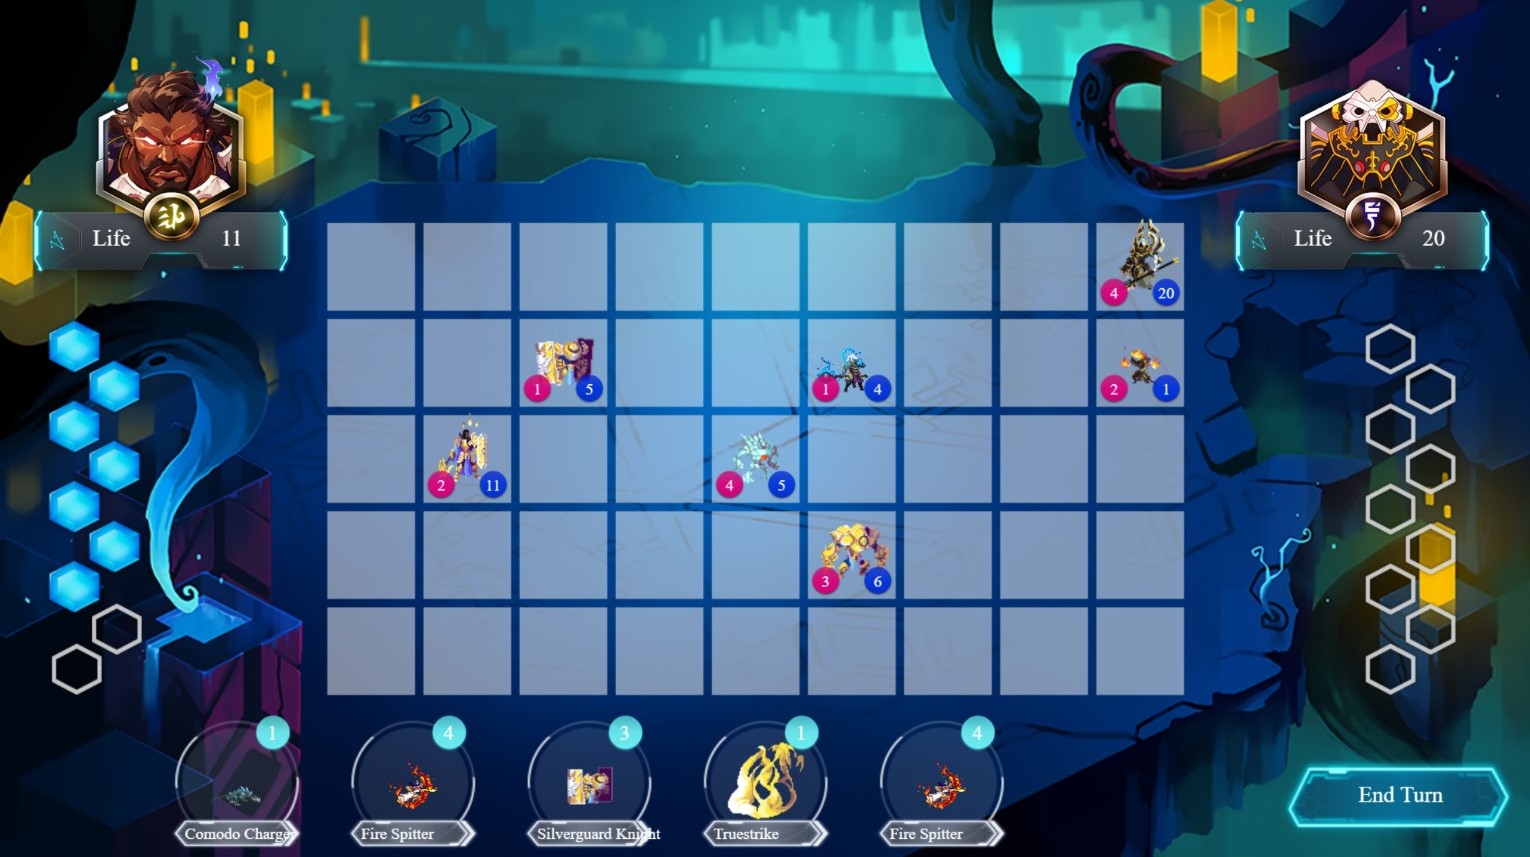 Life 11
Life 20
4 20
1 5
1 4
2 1
2 11
4 5
3 6
1
4
3
1
4
Comodo Charger
Fire Spitter
Silverguard Knight
Truestrike
Fire Spitter
End Turn